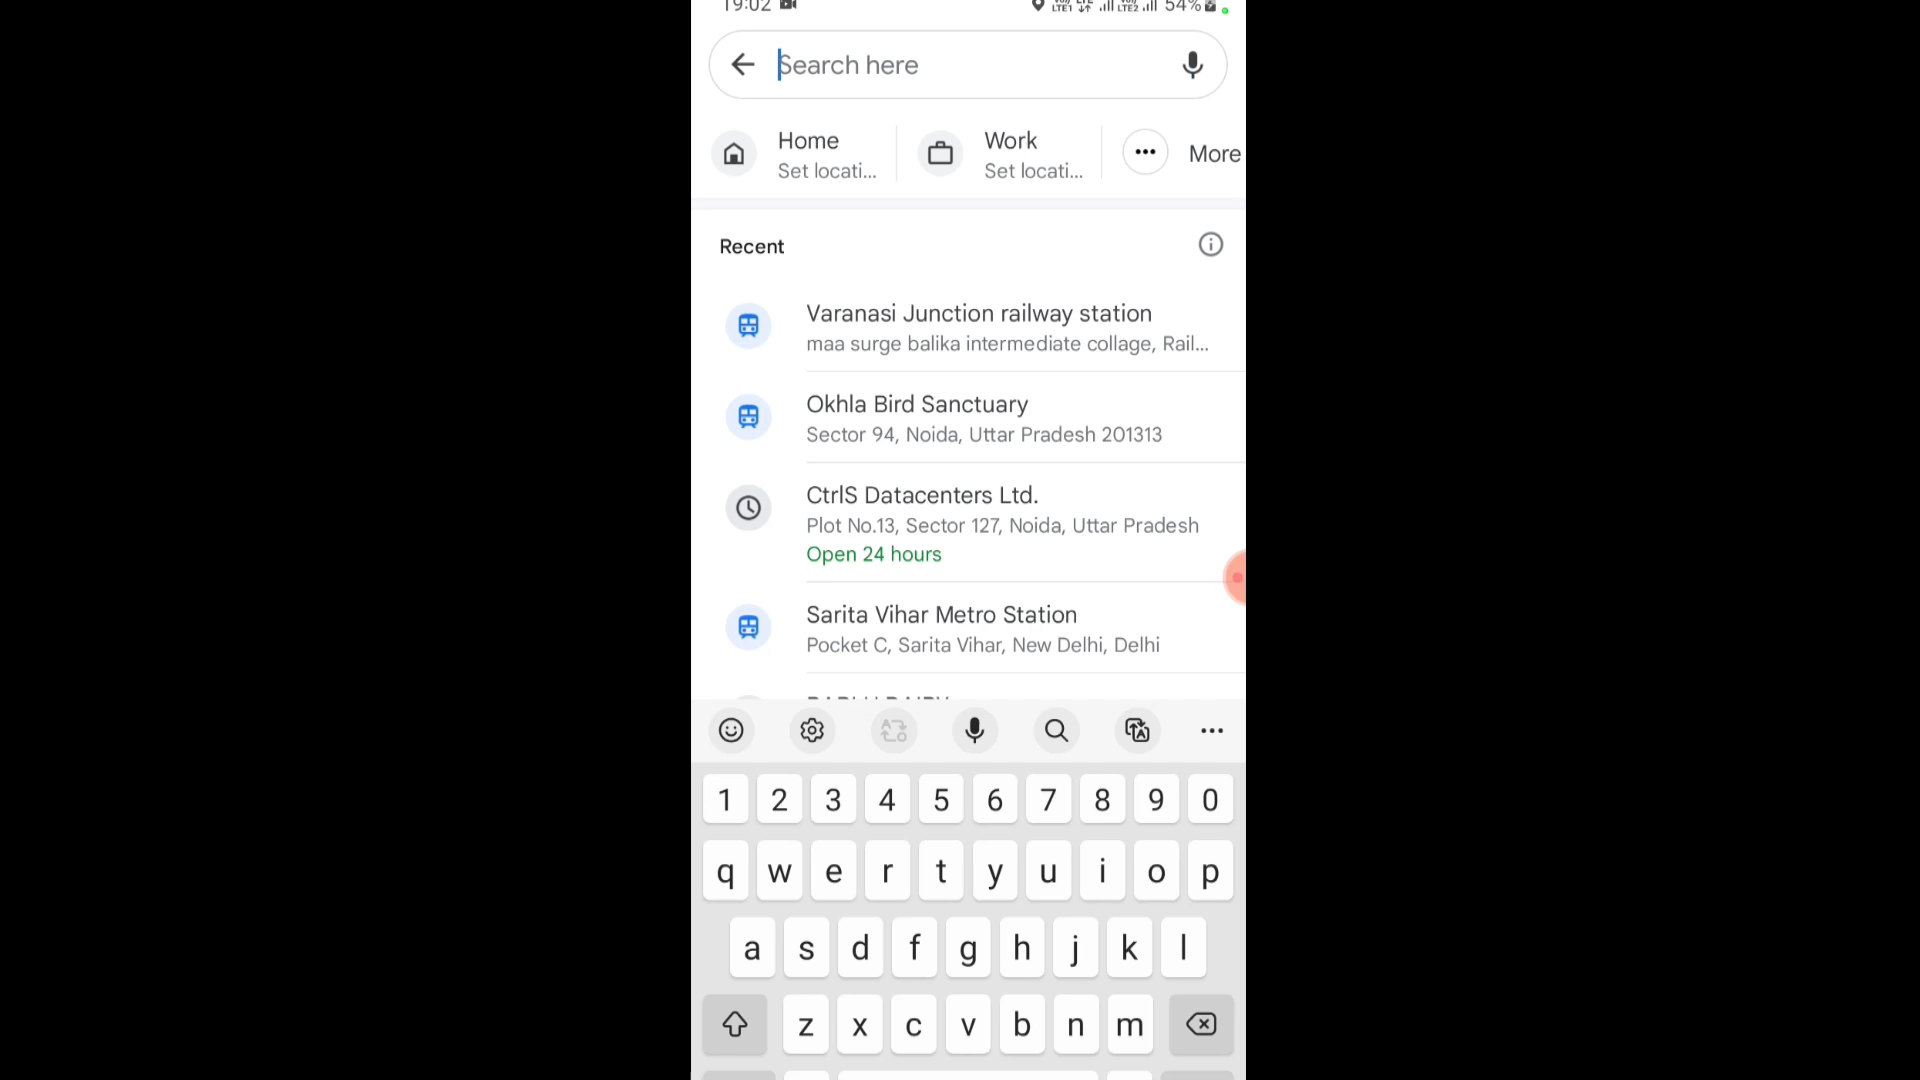 19:02 LTE1 LTE2 54%
Search here
Home
Set locati...
Work
Set locati...
More
Recent
Varanasi Junction railway station
maa surge balika intermediate collage, Rail...
Okhla Bird Sanctuary
Sector 94, Noida, Uttar Pradesh 201313
CtrlS Datacenters Ltd.
Plot No.13, Sector 127, Noida, Uttar Pradesh
Open 24 hours
Sarita Vihar Metro Station
Pocket C, Sarita Vihar, New Delhi, Delhi
1 2 3 4 5 6 7 8 9 0
q w e r t y u i o p
a s d f g h j k l
z x c v b n m